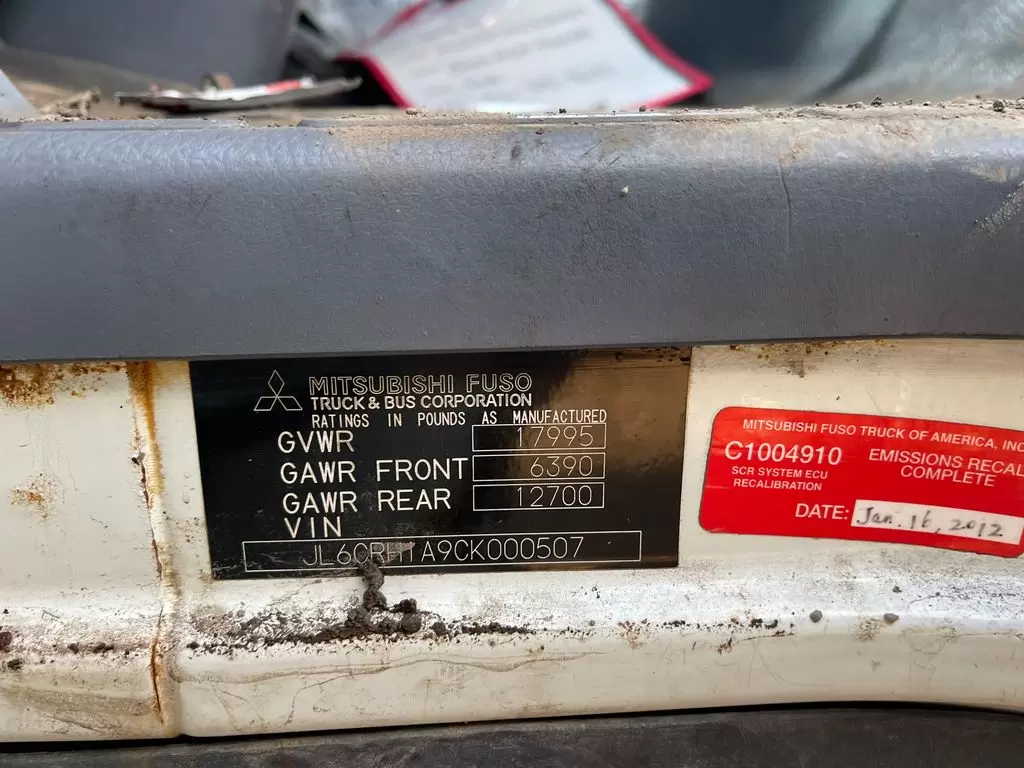 MITSUBISHI FUSO
TRUCK & BUS CORPORATION
RATINGS IN POUNDS AS MANUFACTURED
GVWR 17995
GAWR FRONT 6390
GAWR REAR 12700
VIN
JL6CRH1A9CK000507
MITSUBISHI FUSO TRUCK OF AMERICA, INC
C1004910 EMISSIONS RECAL
SCR SYSTEM ECU COMPLETE
RECALIBRATION
DATE: Jan. 16, 2012